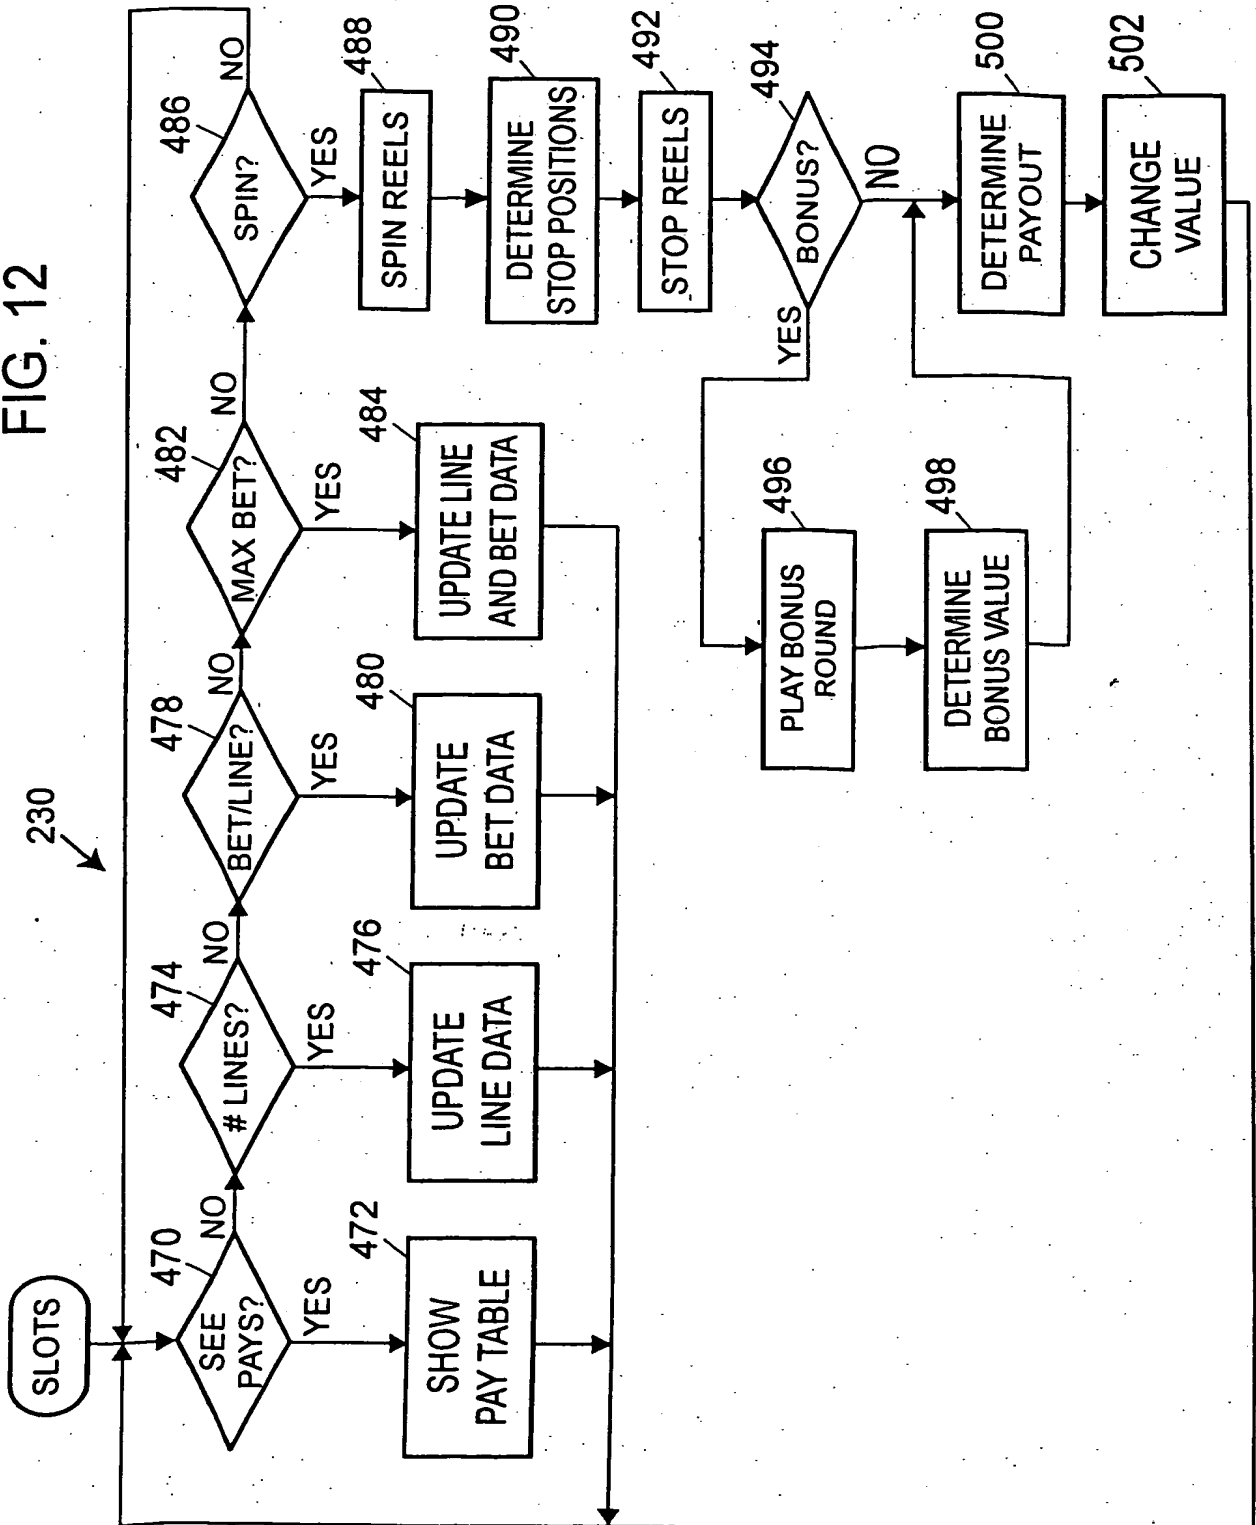 FIG. 12
230
SLOTS
470
SEE
PAYS?
NO
YES
472
SHOW
PAY TABLE
474
# LINES?
NO
YES
476
UPDATE
LINE DATA
478
BET/LINE?
NO
YES
480
UPDATE
BET DATA
482
MAX BET?
NO
YES
484
UPDATE LINE
AND BET DATA
486
SPIN?
NO
YES
488
SPIN REELS
490
DETERMINE
STOP POSITIONS
492
STOP REELS
494
BONUS?
YES
NO
496
PLAY BONUS
ROUND
498
DETERMINE
BONUS VALUE
500
DETERMINE
PAYOUT
502
CHANGE
VALUE